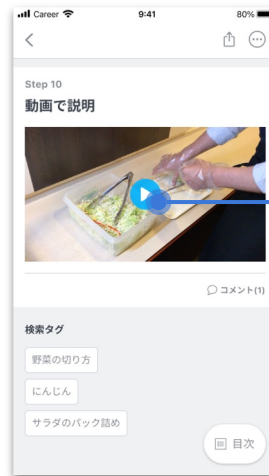 Career 9:41 80%
Step 10
動画で説明
コメント(1)
検索タグ
野菜の切り方
にんじん
サラダのパック詰め
目次